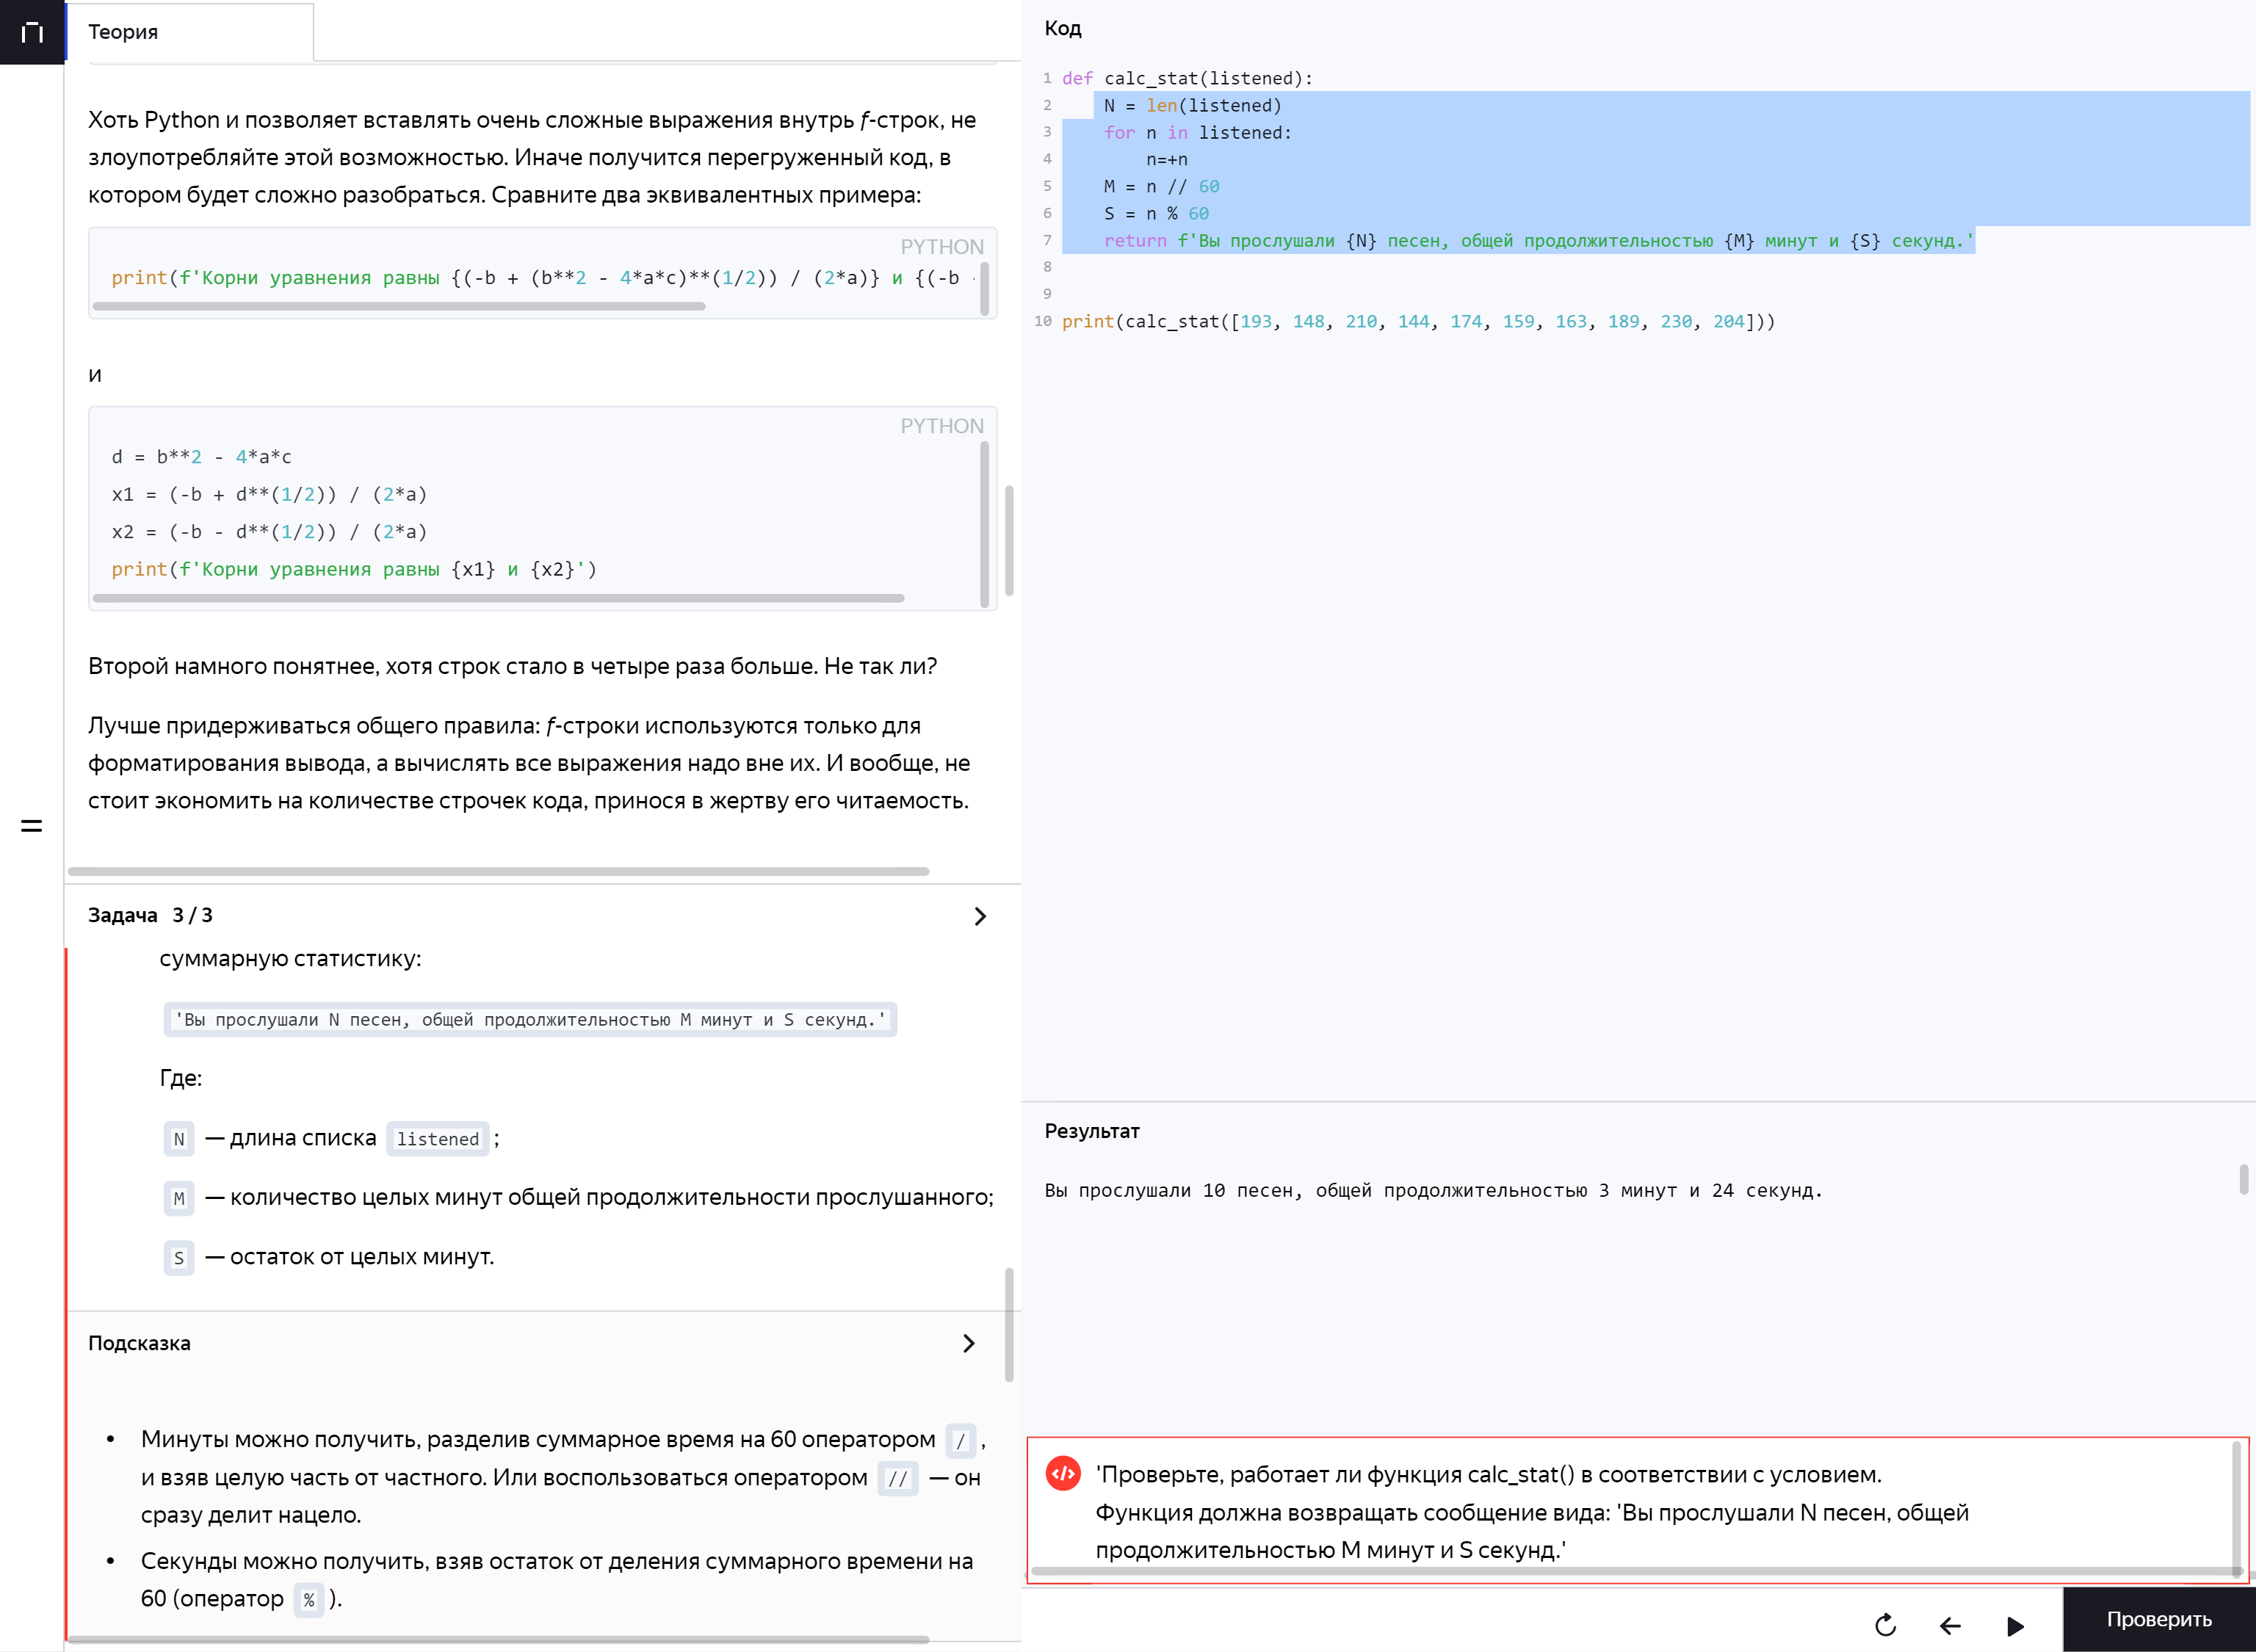 Теория
Хоть Python и позволяет вставлять очень сложные выражения внутрь f-строк, не
злоупотребляйте этой возможностью. Иначе получится перегруженный код, в
котором будет сложно разобраться. Сравните два эквивалентных примера:
PYTHON
print(f'Корни уравнения равны {(-b + (b**2 - 4*a*c)**(1/2)) / (2*a)} и {(-b -
и
PYTHON
d = b**2 - 4*a*c
x1 = (-b + d**(1/2)) / (2*a)
x2 = (-b - d**(1/2)) / (2*a)
print(f'Корни уравнения равны {x1} и {x2}')
Второй намного понятнее, хотя строк стало в четыре раза больше. Не так ли?
Лучше придерживаться общего правила: f-строки используются только для
форматирования вывода, а вычислять все выражения надо вне их. И вообще, не
стоит экономить на количестве строчек кода, принося в жертву его читаемость.
Задача 3 / 3
суммарную статистику:
'Вы прослушали N песен, общей продолжительностью M минут и S секунд.'
Где:
N — длина списка listened ;
M — количество целых минут общей продолжительности прослушанного;
S — остаток от целых минут.
Подсказка
• Минуты можно получить, разделив суммарное время на 60 оператором / ,
и взяв целую часть от частного. Или воспользоваться оператором // — он
сразу делит нацело.
• Секунды можно получить, взяв остаток от деления суммарного времени на
60 (оператор % ).
Код
1 def calc_stat(listened):
2     N = len(listened)
3     for n in listened:
4         n=+n
5     M = n // 60
6     S = n % 60
7     return f'Вы прослушали {N} песен, общей продолжительностью {M} минут и {S} секунд.'
8
9
10 print(calc_stat([193, 148, 210, 144, 174, 159, 163, 189, 230, 204]))
Результат
Вы прослушали 10 песен, общей продолжительностью 3 минут и 24 секунд.
'Проверьте, работает ли функция calc_stat() в соответствии с условием.
Функция должна возвращать сообщение вида: 'Вы прослушали N песен, общей
продолжительностью M минут и S секунд.'
Проверить